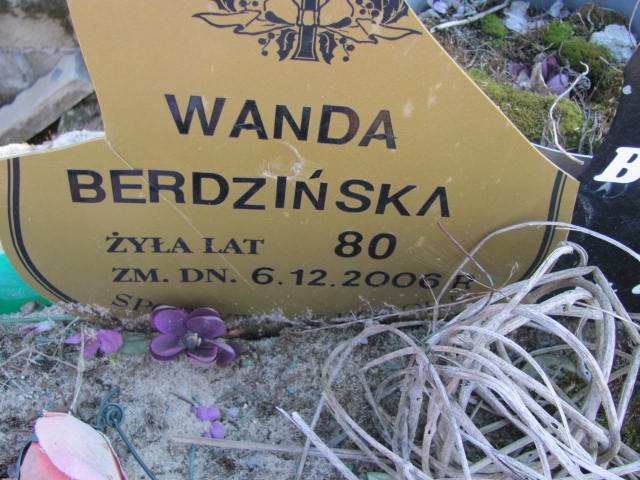 WANDA
BERDZIŃSKA
ŻYŁA LAT 80
ZM. DN. 6.12.2006 R
B